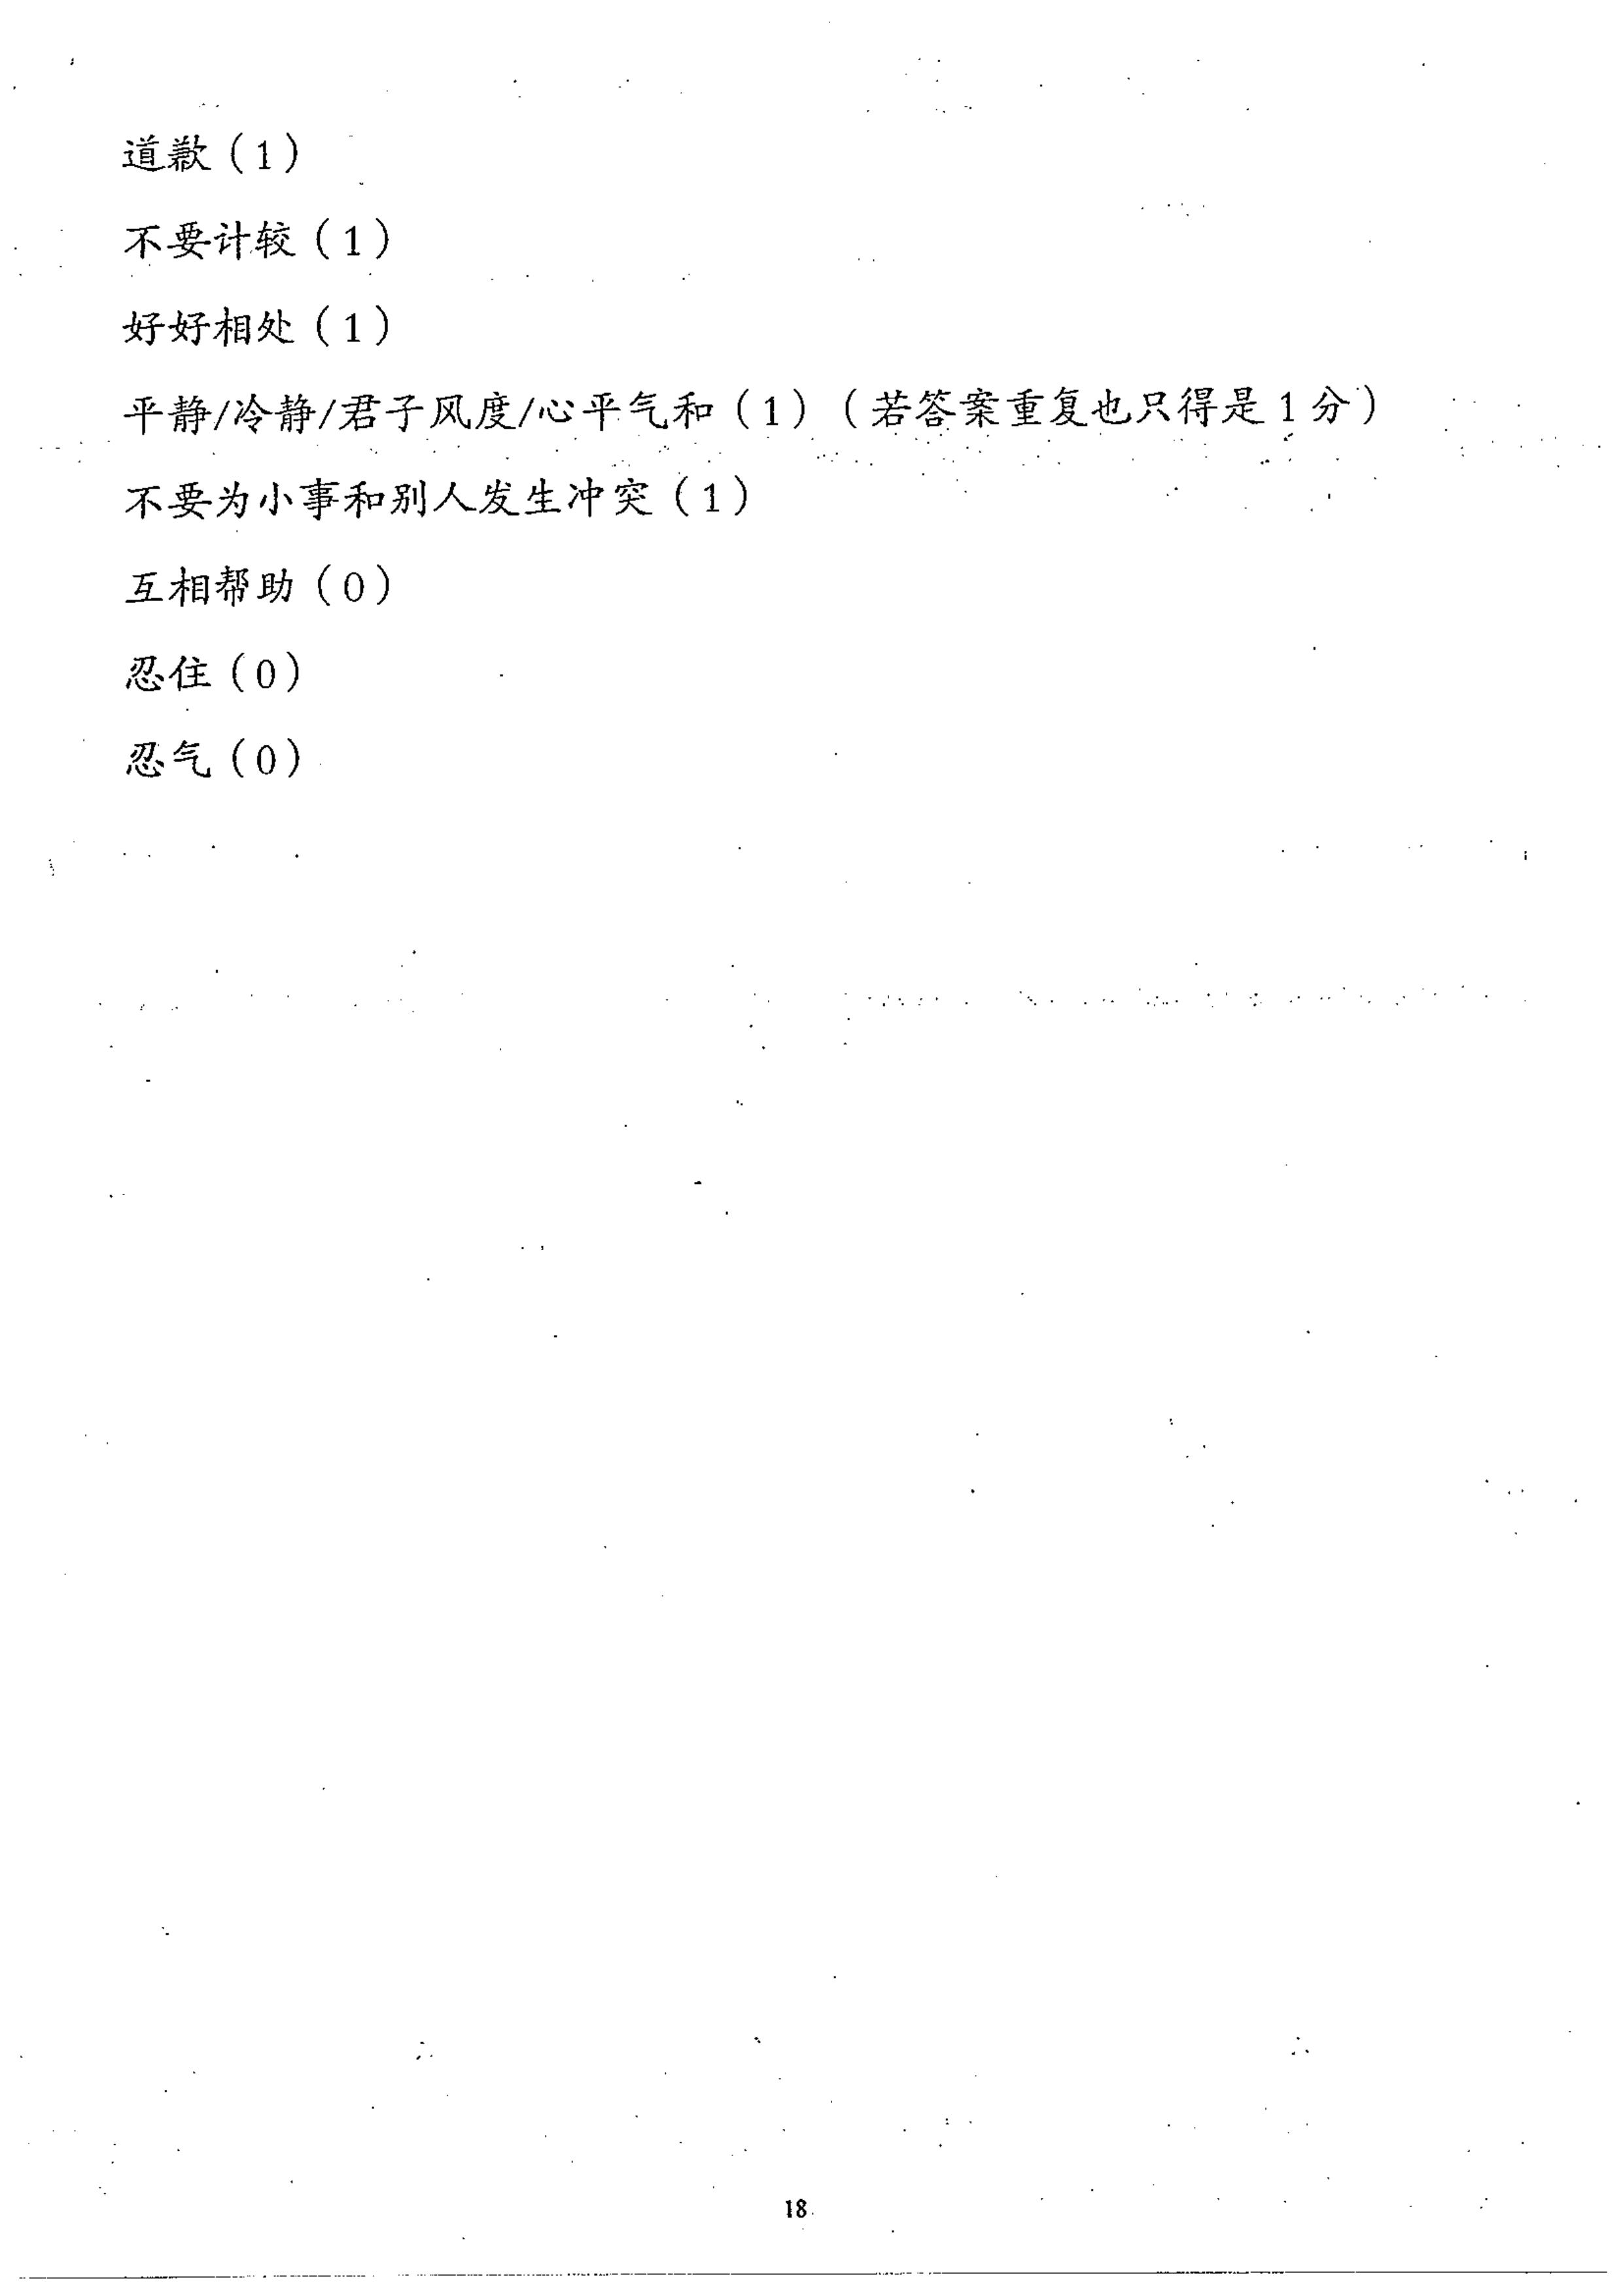 道歉（1）
不要计较（1）
好好相处（1）
平静/冷静/君子风度/心平气和（1）（若答案重复也只得是1分）
不要为小事和别人发生冲突（1）
互相帮助（0）
忍住（0）
忍气（0）
18